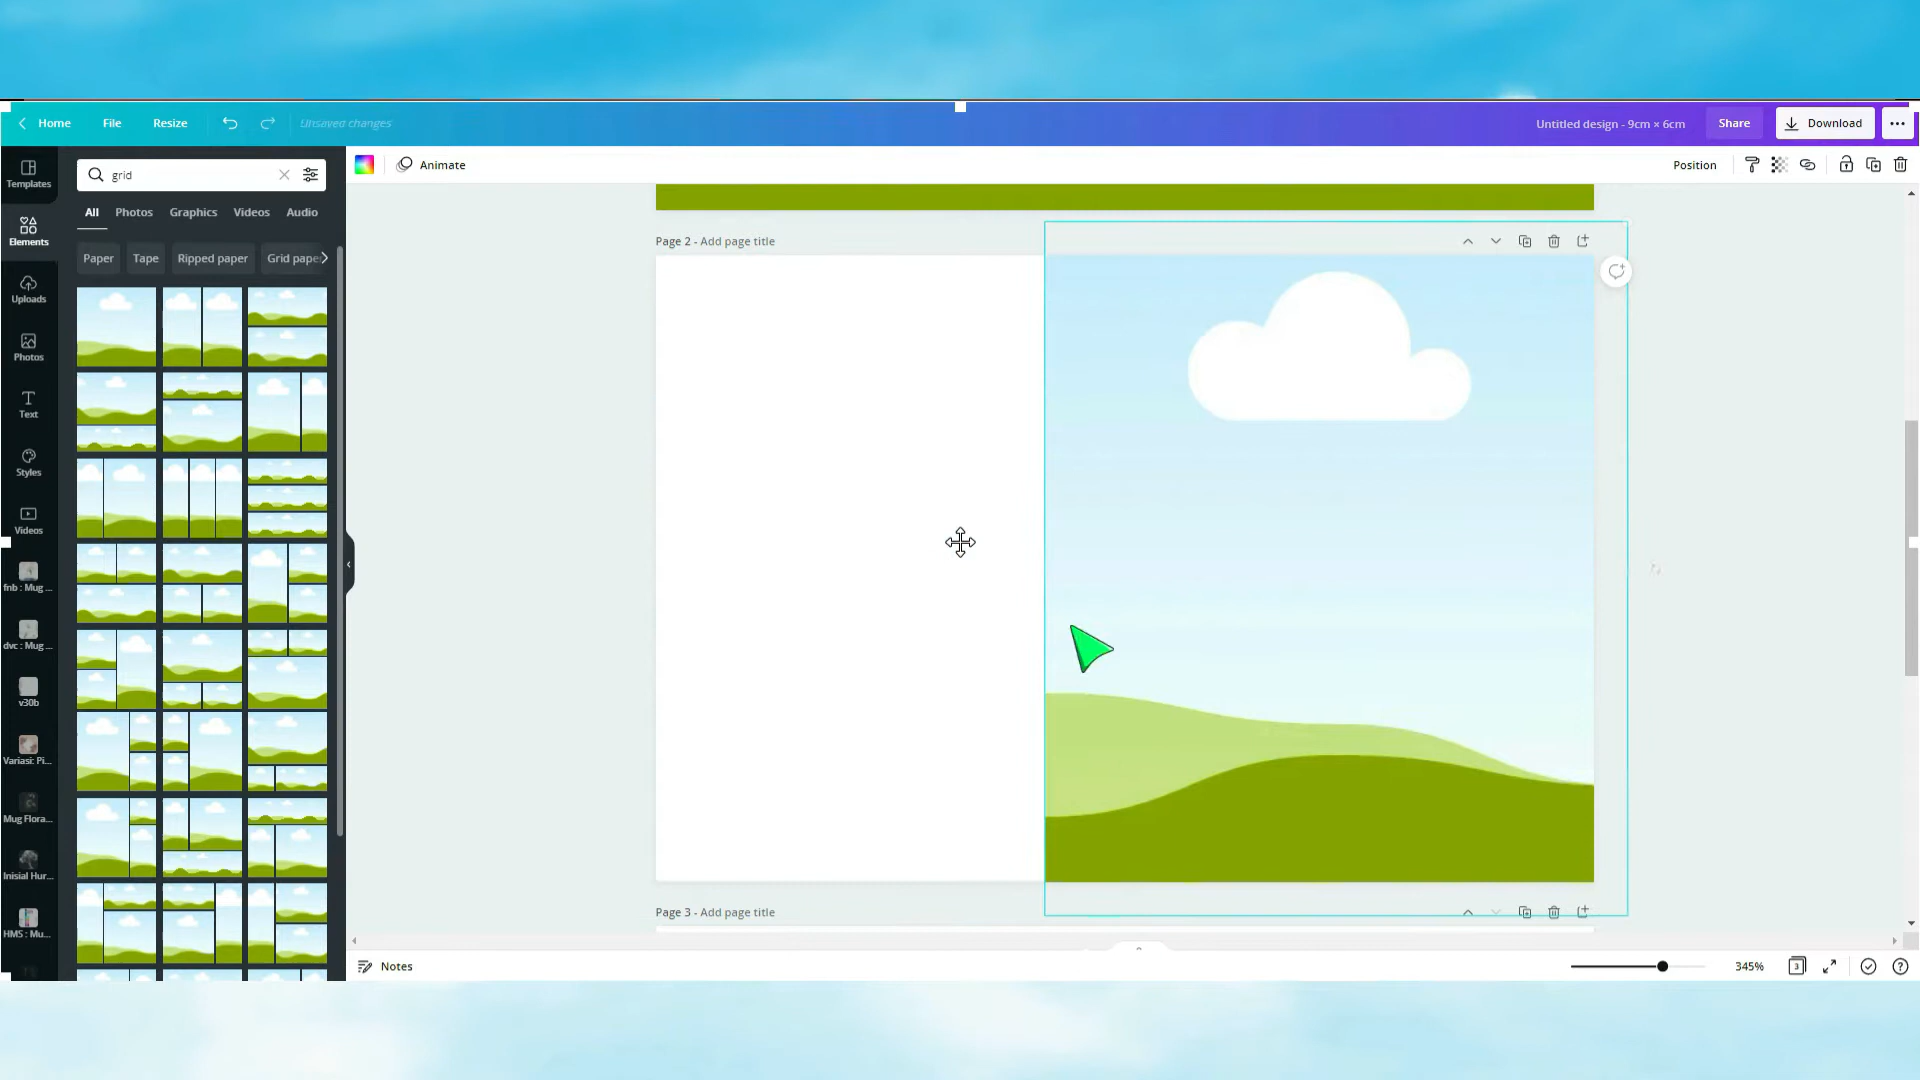 Home File Resize Unsaved changes Untitled design - 9cm × 6cm Share Download
Templates
Elements
Uploads
Photos
Text
Styles
Videos
fnb : Mug ...
dvc : Mug ...
v30b
Variasi: Pi...
Mug Flora...
Inisial Hur...
HMS : Mu...
grid
All Photos Graphics Videos Audio
Paper Tape Ripped paper Grid pape
Animate Position
Page 2 - Add page title
Page 3 - Add page title
Notes 345% 3